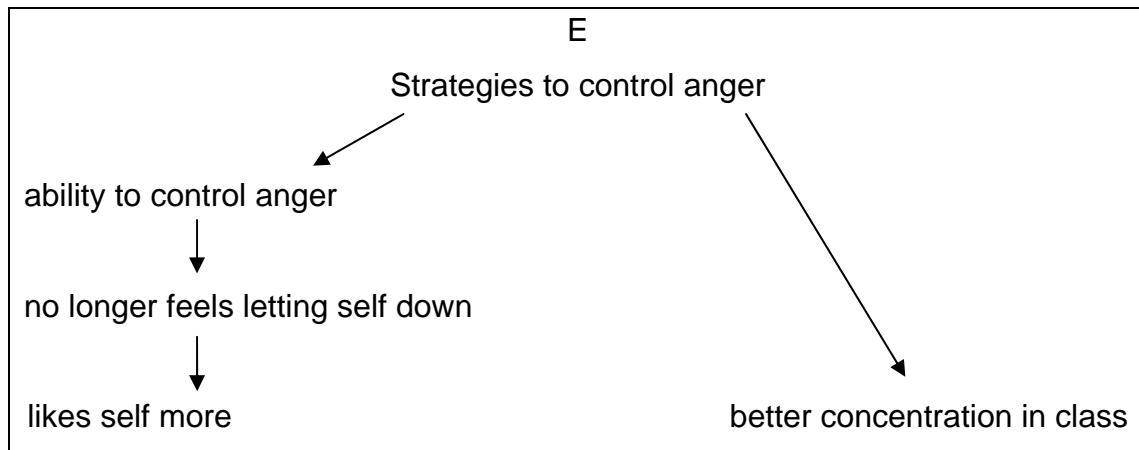 E
Strategies to control anger
ability to control anger
no longer feels letting self down
likes self more
better concentration in class